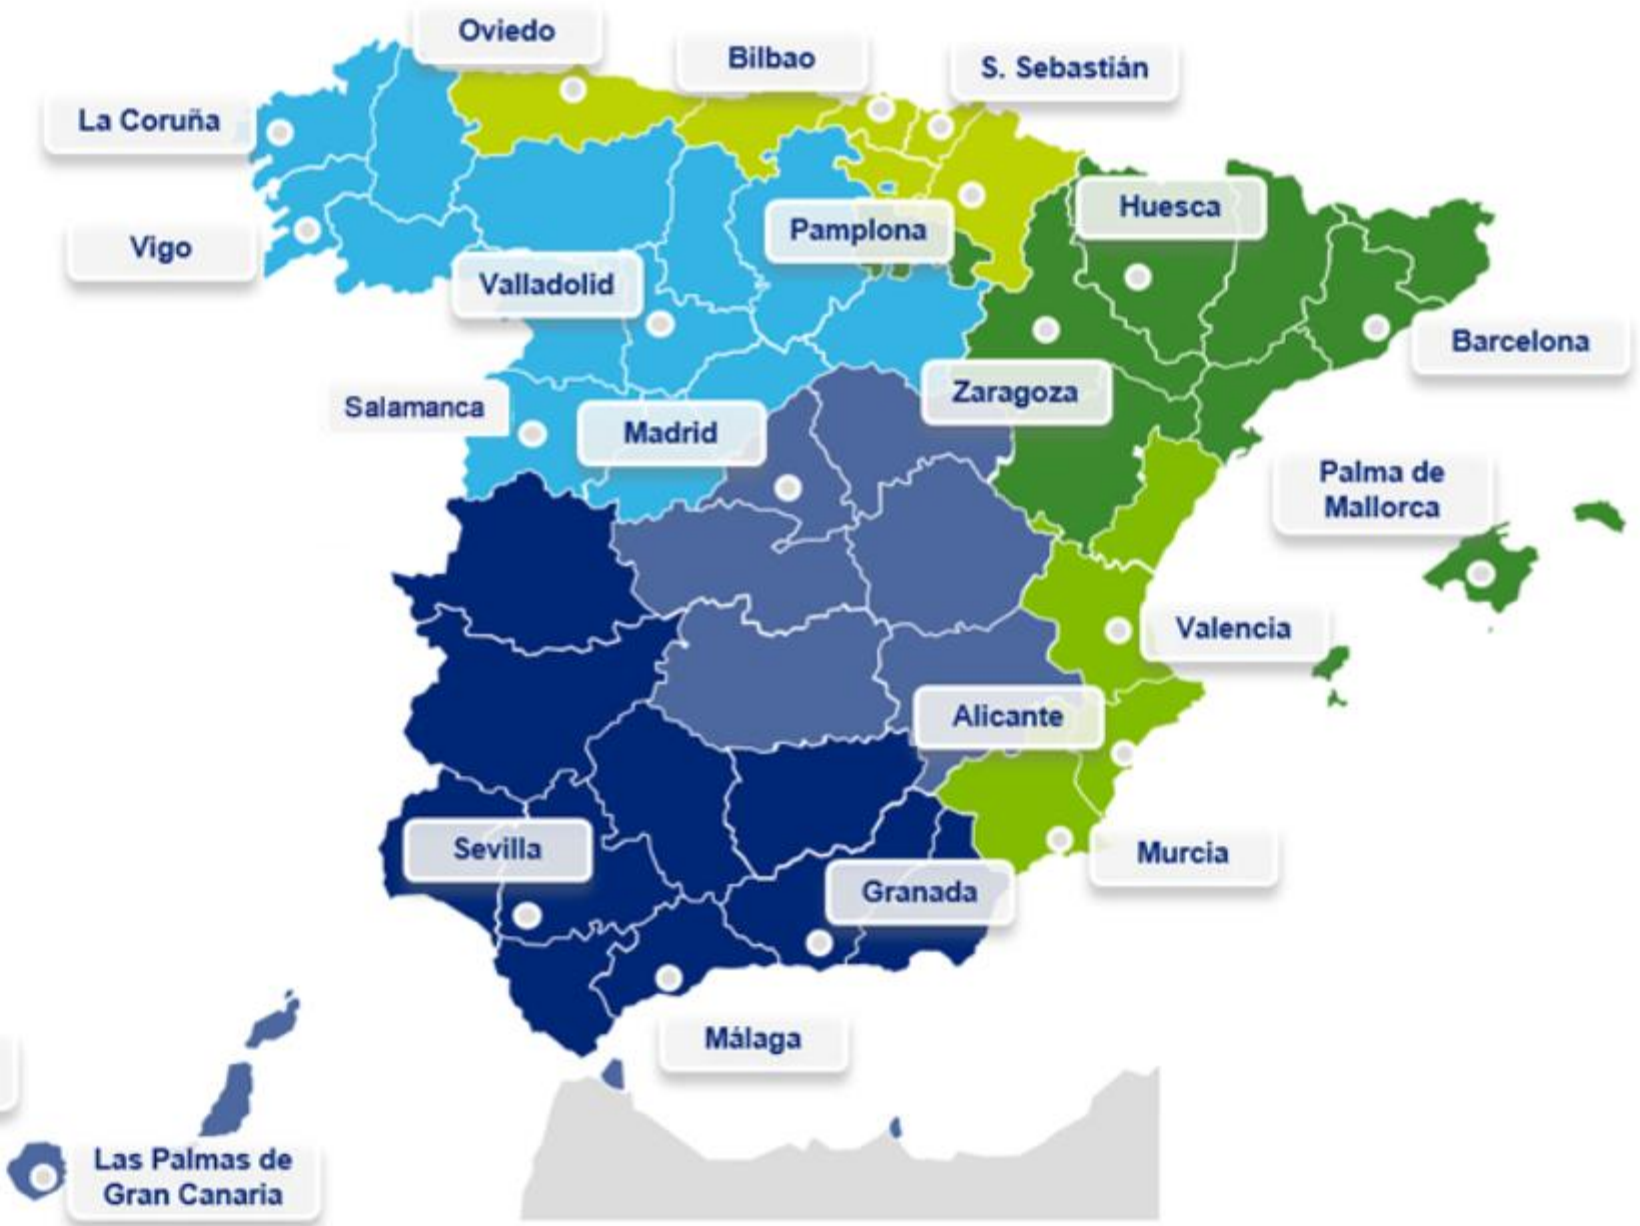 Oviedo
Bilbao
S. Sebastián
La Coruña
Huesca
Pamplona
Vigo
Valladolid
Barcelona
Zaragoza
Salamanca
Madrid
Palma de
Mallorca
Valencia
Alicante
Sevilla
Murcia
Granada
Málaga
Las Palmas de
Gran Canaria